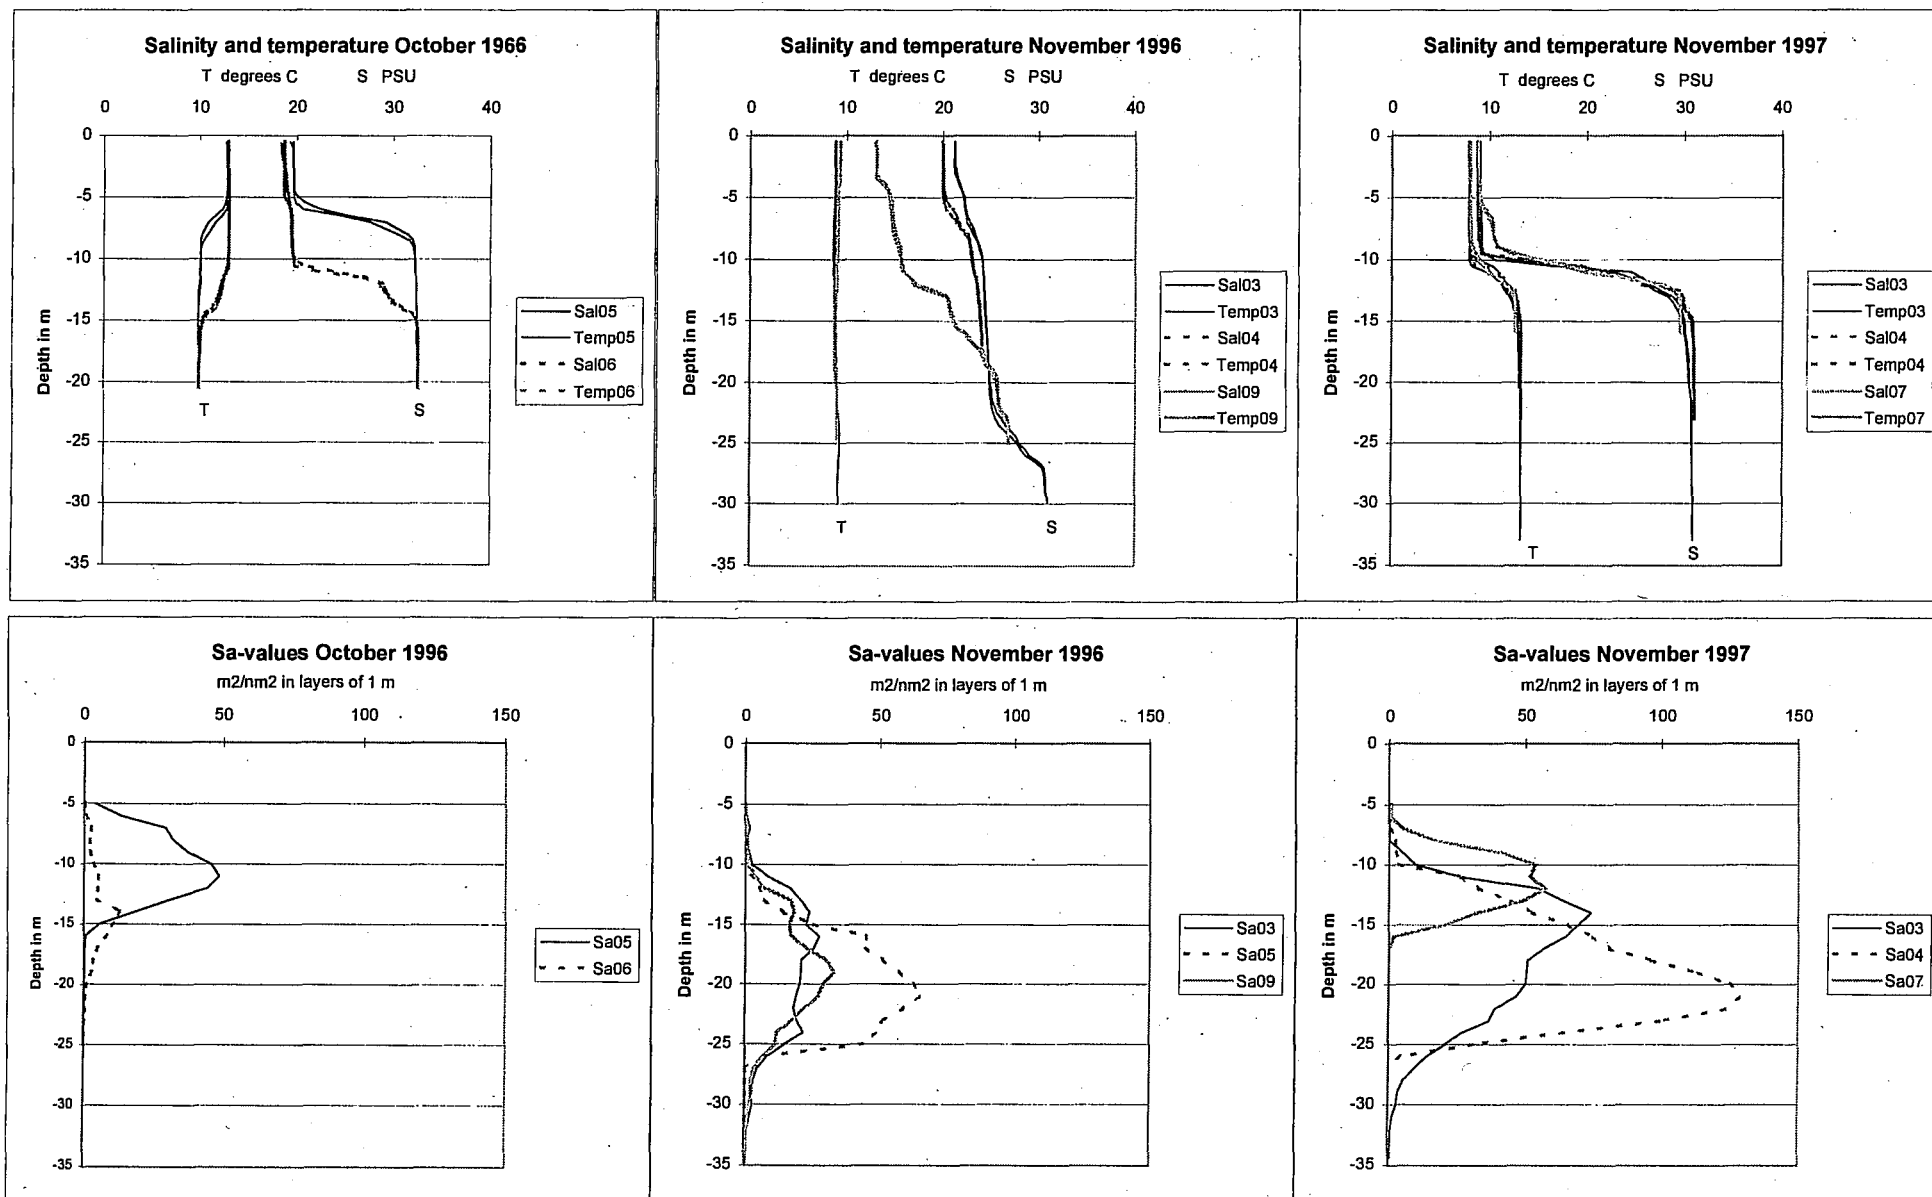 Salinity and temperature October 1966
T degrees C S PSU
0 10 20 30 40
0
-5
-10
-15
-20
-25
-30
-35
Depth in m
T S
Sal05
Temp05
Sal06
Temp06
Salinity and temperature November 1996
T degrees C S PSU
0 10 20 30 40
0
-5
-10
-15
-20
-25
-30
-35
Depth in m
T S
Sal03
Temp03
Sal04
Temp04
Sal09
Temp09
Salinity and temperature November 1997
T degrees C S PSU
0 10 20 30 40
0
-5
-10
-15
-20
-25
-30
-35
Depth in m
T S
Sal03
Temp03
Sal04
Temp04
Sal07
Temp07
Sa-values October 1996
m2/nm2 in layers of 1 m
0 50 100 150
0
-5
-10
-15
-20
-25
-30
-35
Depth in m
Sa05
Sa06
Sa-values November 1996
m2/nm2 in layers of 1 m
0 50 100 150
0
-5
-10
-15
-20
-25
-30
-35
Depth in m
Sa03
Sa05
Sa09
Sa-values November 1997
m2/nm2 in layers of 1 m
0 50 100 150
0
-5
-10
-15
-20
-25
-30
-35
Depth in m
Sa03
Sa04
Sa07